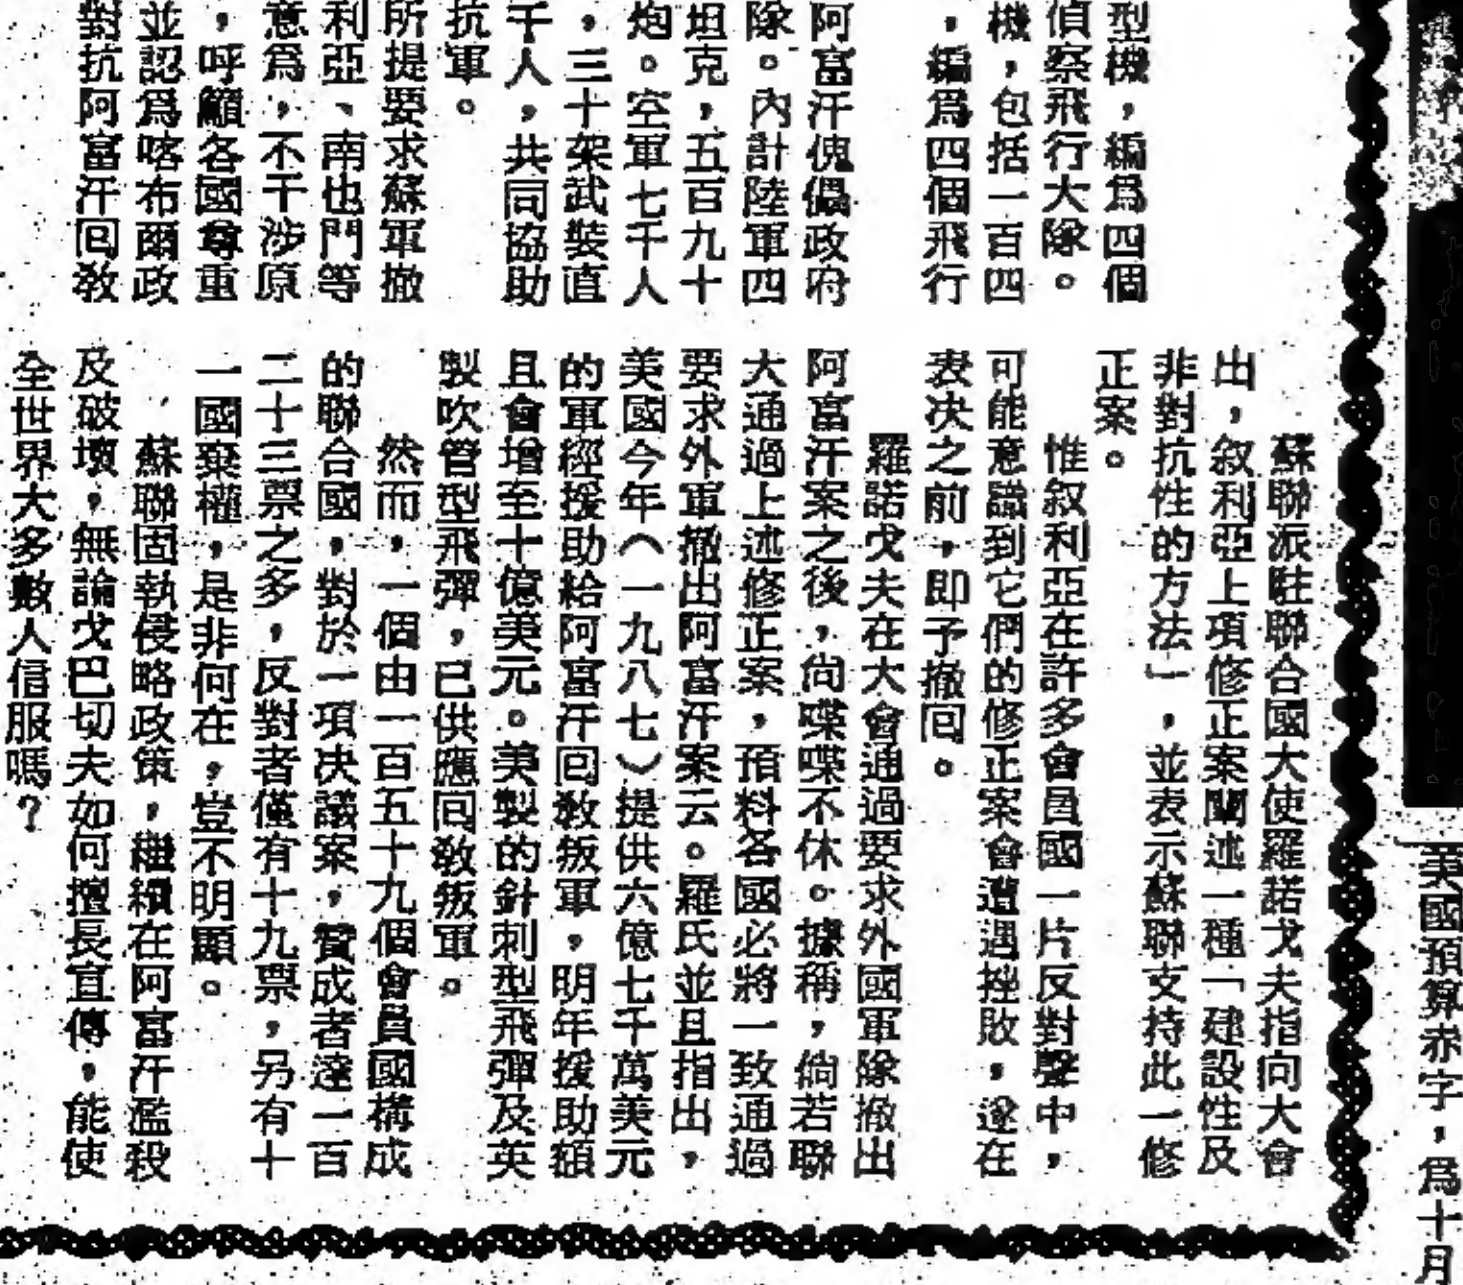 型機，編為四個
偵察飛行大隊。
機，包括一百四
，編為四個飛行
阿富汗傀儡政府
隊。內計陸軍四
坦克，五百九十
炮。空軍七千人
，三十架武裝直
千人，共同協助
抗軍。
所提要求蘇軍撤
利亞、南也門等
意為，不干涉原
，呼籲各國尊重
並認為喀布爾政
對抗阿富汗回教
蘇聯派駐聯合國大使羅諾戈夫指向大會
出，叙利亞上項修正案闡述一種「建設性及
非對抗性的方法」，並表示蘇聯支持此一修
正案。
惟叙利亞在許多會員國一片反對聲中，
可能意識到它們的修正案會遭遇挫敗，遂在
表决之前，即予撤回。
羅諾戈夫在大會通過要求外國軍隊撤出
阿富汗案之後，尙喋喋不休。據稱，倘若聯
大通過上述修正案，預料各國必將一致通過
要求外軍撤出阿富汗案云。羅氏並且指出，
美國今年（一九八七）提供六億七千萬美元
的軍經援助給阿富汗回教叛軍，明年援助額
且會增至十億美元。美製的針刺型飛彈及英
製吹管型飛彈，已供應回教叛軍。
然而，一個由一百五十九個會員國構成
的聯合國，對於一項决議案，贊成者達一百
二十三票之多，反對者僅有十九票，另有十
一國棄權，是非何在，豈不明顯。
蘇聯固執侵略政策，繼續在阿富汗濫殺
及破壞，無論戈巴切夫如何擅長宣傳，能使
全世界大多數人信服嗎？
美國預算赤字，為十月